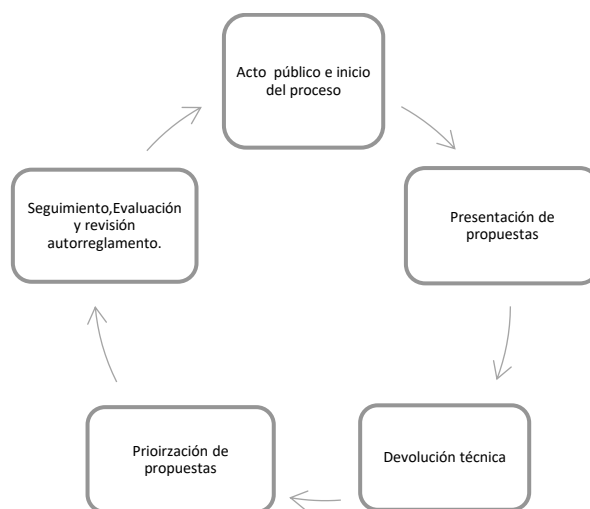 Acto público e inicio
del proceso
Presentación de
propuestas
Devolución técnica
Prioirzación de
propuestas
Seguimiento,Evaluación
y revisión
autorreglamento.